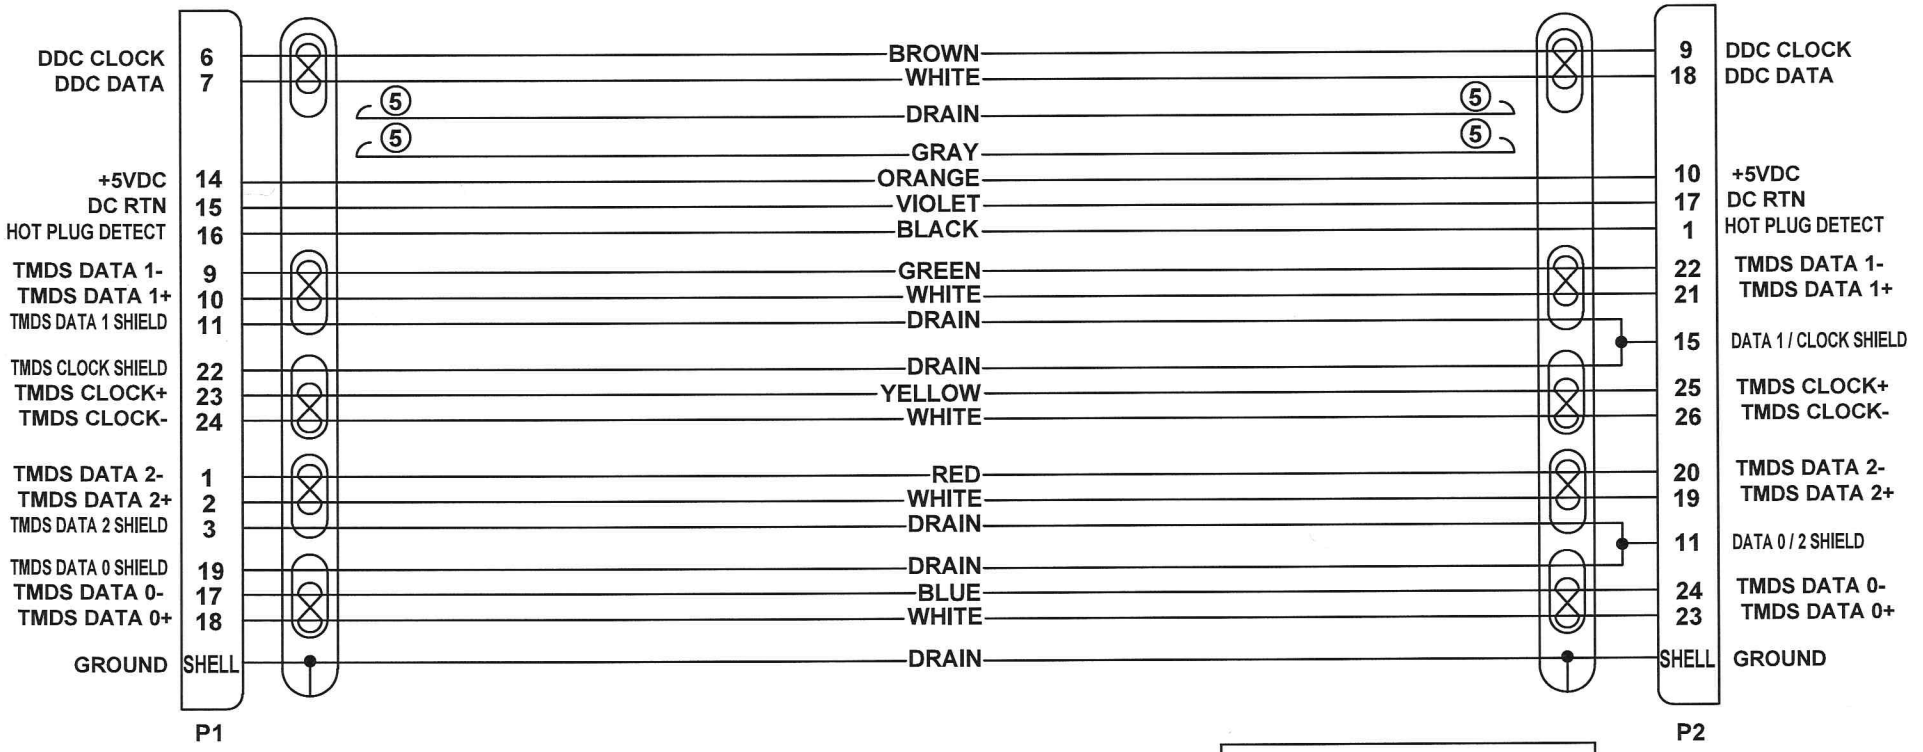 DDC CLOCK 6 BROWN 9 DDC CLOCK
DDC DATA 7 WHITE 18 DDC DATA
5 DRAIN 5
5 GRAY 5
+5VDC 14 ORANGE 10 +5VDC
DC RTN 15 VIOLET 17 DC RTN
HOT PLUG DETECT 16 BLACK 1 HOT PLUG DETECT
TMDS DATA 1- 9 GREEN 22 TMDS DATA 1-
TMDS DATA 1+ 10 WHITE 21 TMDS DATA 1+
TMDS DATA 1 SHIELD 11 DRAIN
15 DATA 1 / CLOCK SHIELD
TMDS CLOCK SHIELD 22 DRAIN
TMDS CLOCK+ 23 YELLOW 25 TMDS CLOCK+
TMDS CLOCK- 24 WHITE 26 TMDS CLOCK-
TMDS DATA 2- 1 RED 20 TMDS DATA 2-
TMDS DATA 2+ 2 WHITE 19 TMDS DATA 2+
TMDS DATA 2 SHIELD 3 DRAIN
11 DATA 0 / 2 SHIELD
TMDS DATA 0 SHIELD 19 DRAIN
TMDS DATA 0- 17 BLUE 24 TMDS DATA 0-
TMDS DATA 0+ 18 WHITE 23 TMDS DATA 0+
GROUND SHELL DRAIN SHELL GROUND
P1 P2